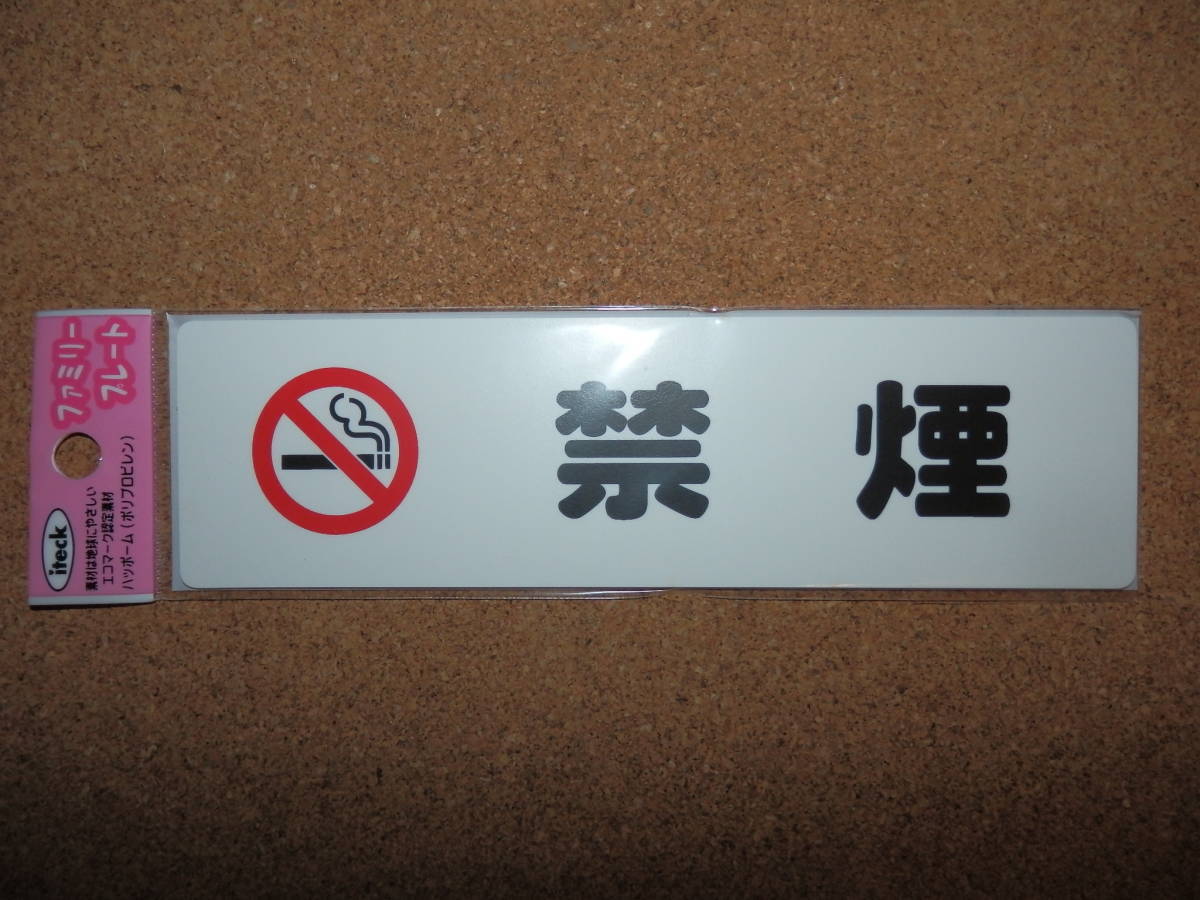 ファミリー
プレート
素材は地球にやさしい
エコマーク認定素材
ハッポーム(ポリプロピレン)
iteck
禁煙